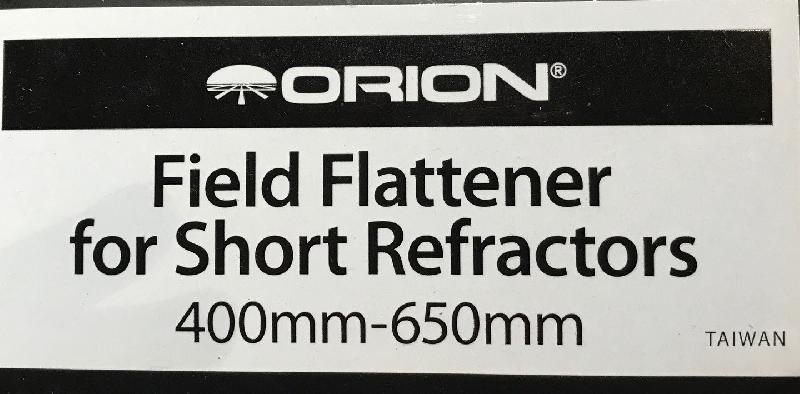 ORION®
Field Flattener
for Short Refractors
400mm-650mm
TAIWAN